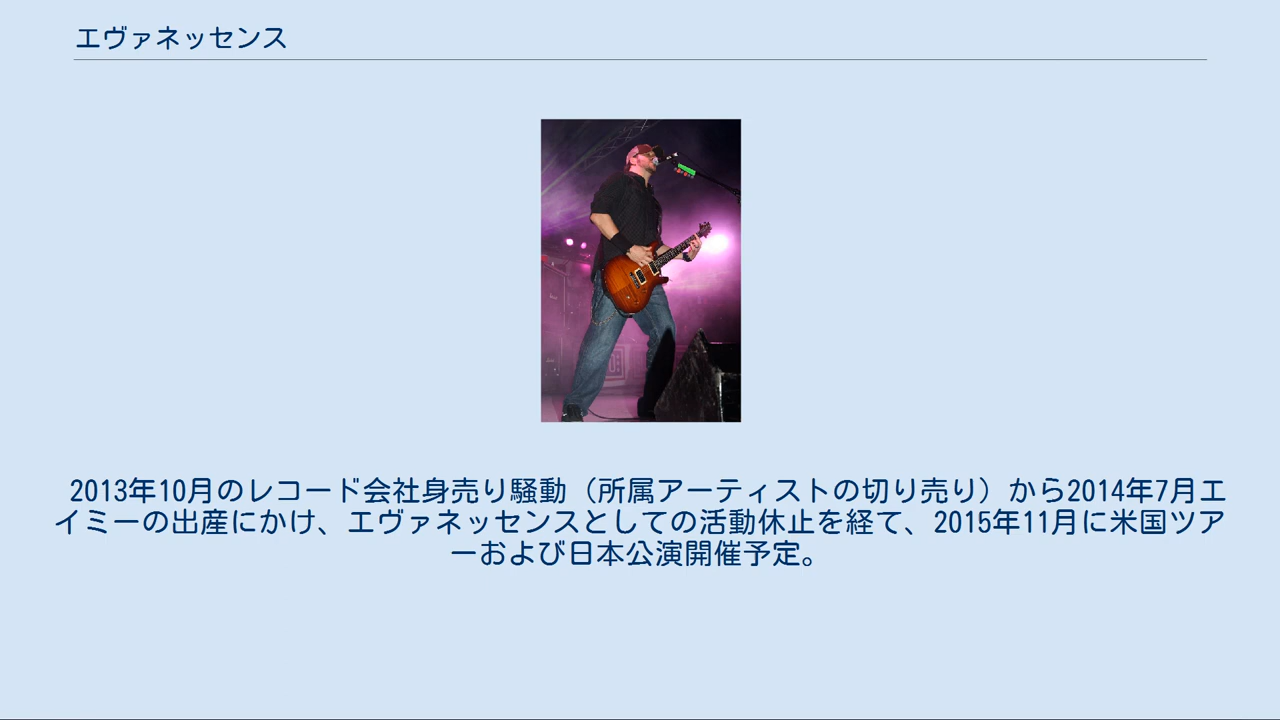 エヴァネッセンス
2013年10月のレコード会社身売り騒動（所属アーティストの切り売り）から2014年7月エ
イミーの出産にかけ、エヴァネッセンスとしての活動休止を経て、2015年11月に米国ツア
ーおよび日本公演開催予定。